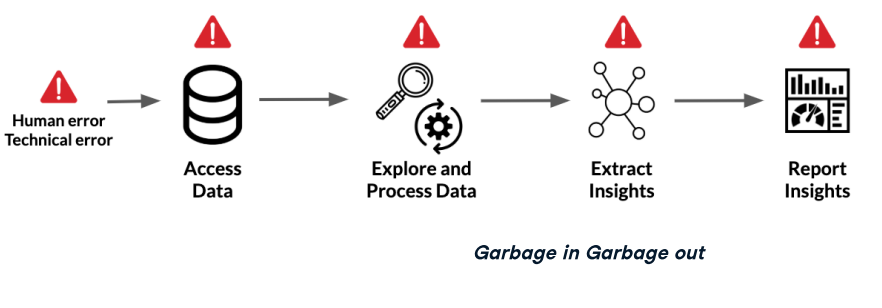 Human error
Technical error
Access
Data
Explore and
Process Data
Extract
Insights
Report
Insights
Garbage in Garbage out